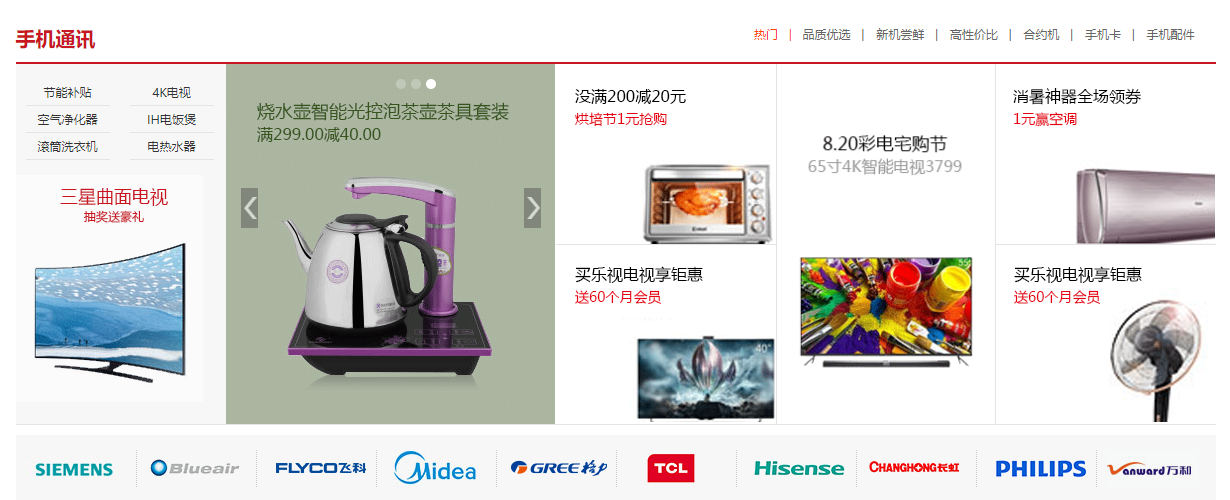 手机通讯
热门 | 品质优选 | 新机尝鲜 | 高性价比 | 合约机 | 手机卡 | 手机配件
节能补贴 4K电视
空气净化器 IH电饭煲
滚筒洗衣机 电热水器
三星曲面电视
抽奖送豪礼
烧水壶智能光控泡茶壶茶具套装
满299.00减40.00
没满200减20元
烘培节1元抢购
买乐视电视享钜惠
送60个月会员
40"
8.20彩电宅购节
65寸4K智能电视3799
55"
消暑神器全场领券
1元赢空调
买乐视电视享钜惠
送60个月会员
SIEMENS Blueair FLYCO飞科 Midea GREE格力 TCL Hisense CHANGHONG长虹 PHILIPS Vanward万和